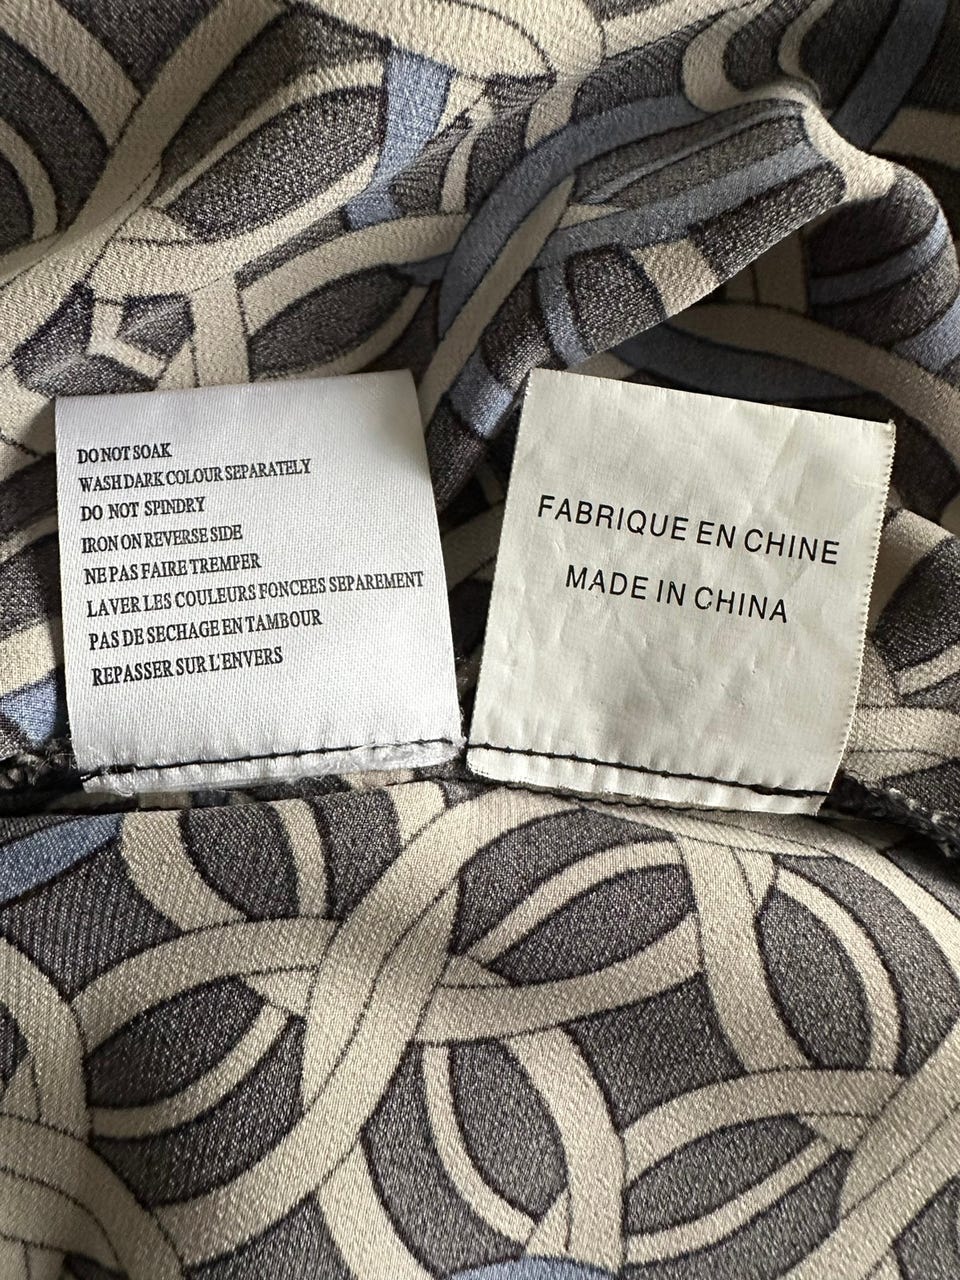 DO NOT SOAK
WASH DARK COLOUR SEPARATELY
DO NOT SPINDRY
IRON ON REVERSE SIDE
NE PAS FAIRE TREMPER
LAVER LES COULEURS FONCEES SEPAREMENT
PAS DE SECHAGE EN TAMBOUR
REPASSER SUR L'ENVERS
FABRIQUE EN CHINE
MADE IN CHINA